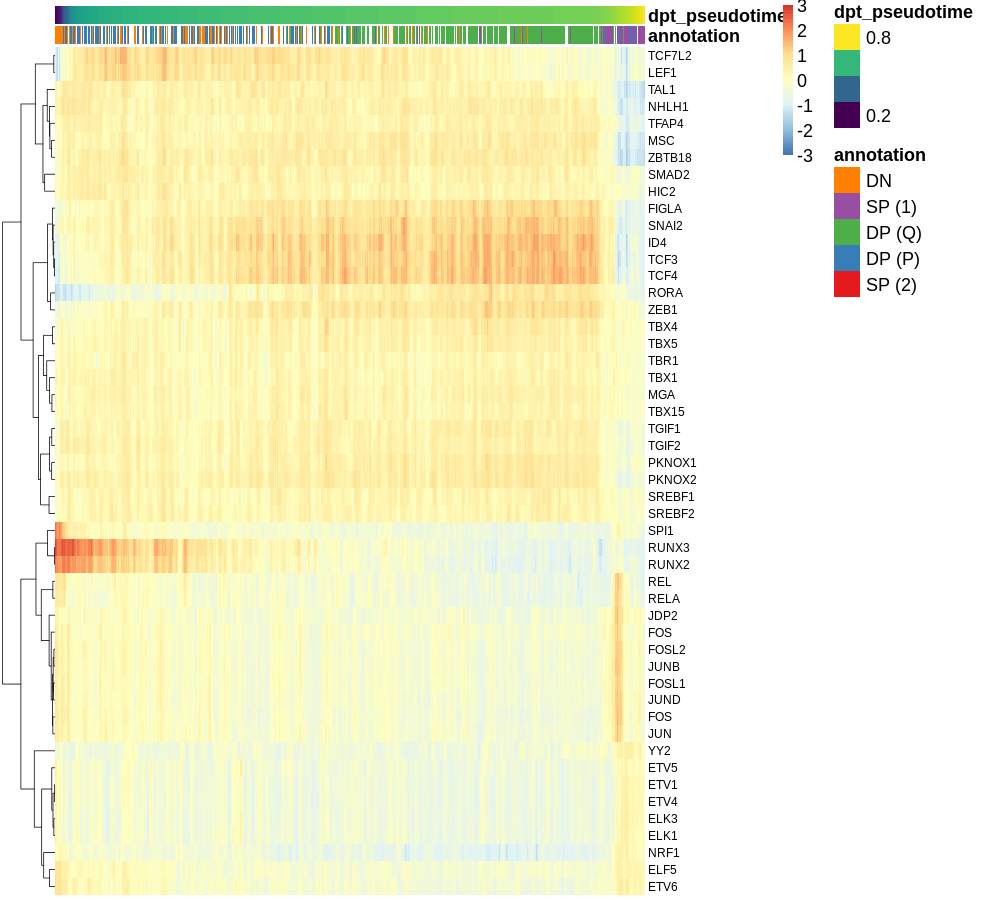 dpt_pseudotime
annotation
TCF7L2
LEF1
TAL1
NHLH1
TFAP4
MSC
ZBTB18
SMAD2
HIC2
FIGLA
SNAI2
ID4
TCF3
TCF4
RORA
ZEB1
TBX4
TBX5
TBR1
TBX1
MGA
TBX15
TGIF1
TGIF2
PKNOX1
PKNOX2
SREBF1
SREBF2
SPI1
RUNX3
RUNX2
REL
RELA
JDP2
FOS
FOSL2
JUNB
FOSL1
JUND
FOS
JUN
YY2
ETV5
ETV1
ETV4
ELK3
ELK1
NRF1
ELF5
ETV6
3
2
1
0
-1
-2
-3
dpt_pseudotime
0.8
0.2
annotation
DN
SP (1)
DP (Q)
DP (P)
SP (2)